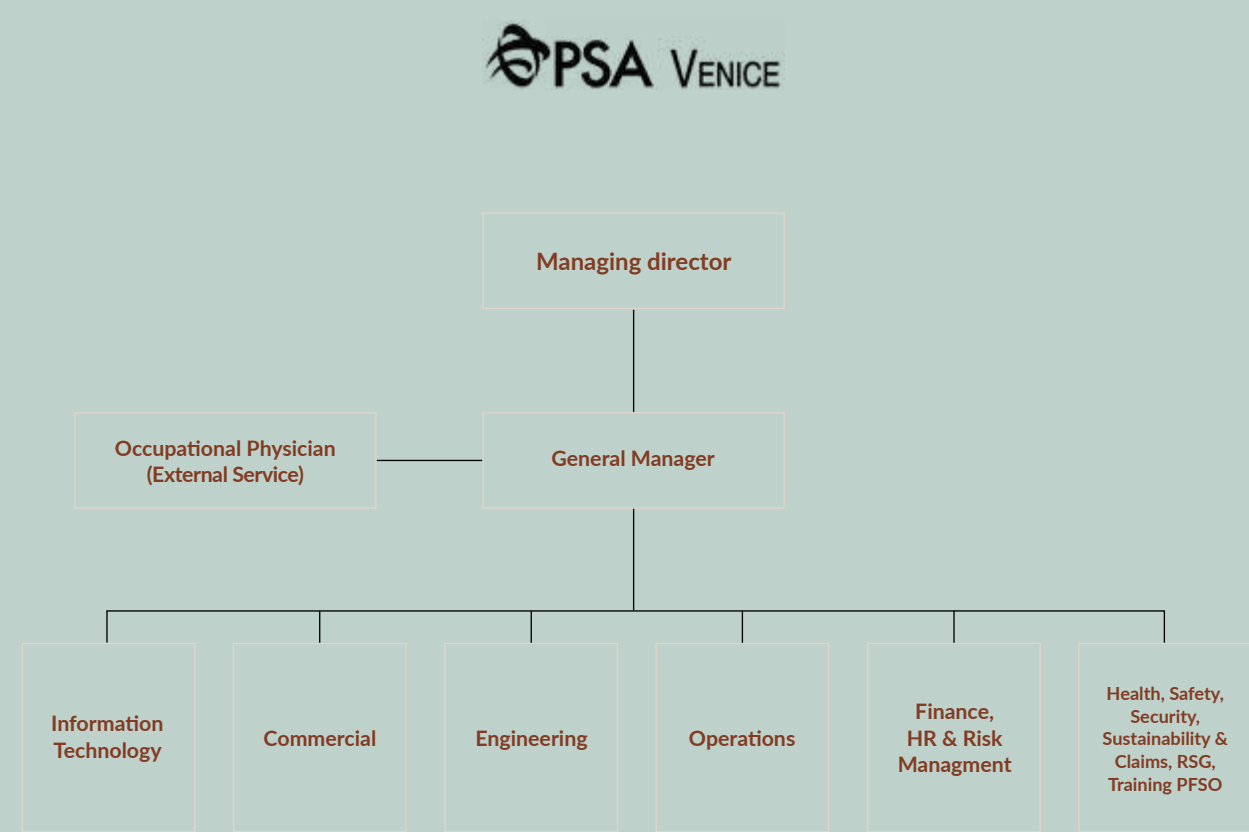 PSA VENICE
Managing director
Occupational Physician
(External Service)
General Manager
Information
Technology
Commercial
Engineering
Operations
Finance,
HR & Risk
Managment
Health, Safety,
Security,
Sustainability &
Claims, RSG,
Training PFSO